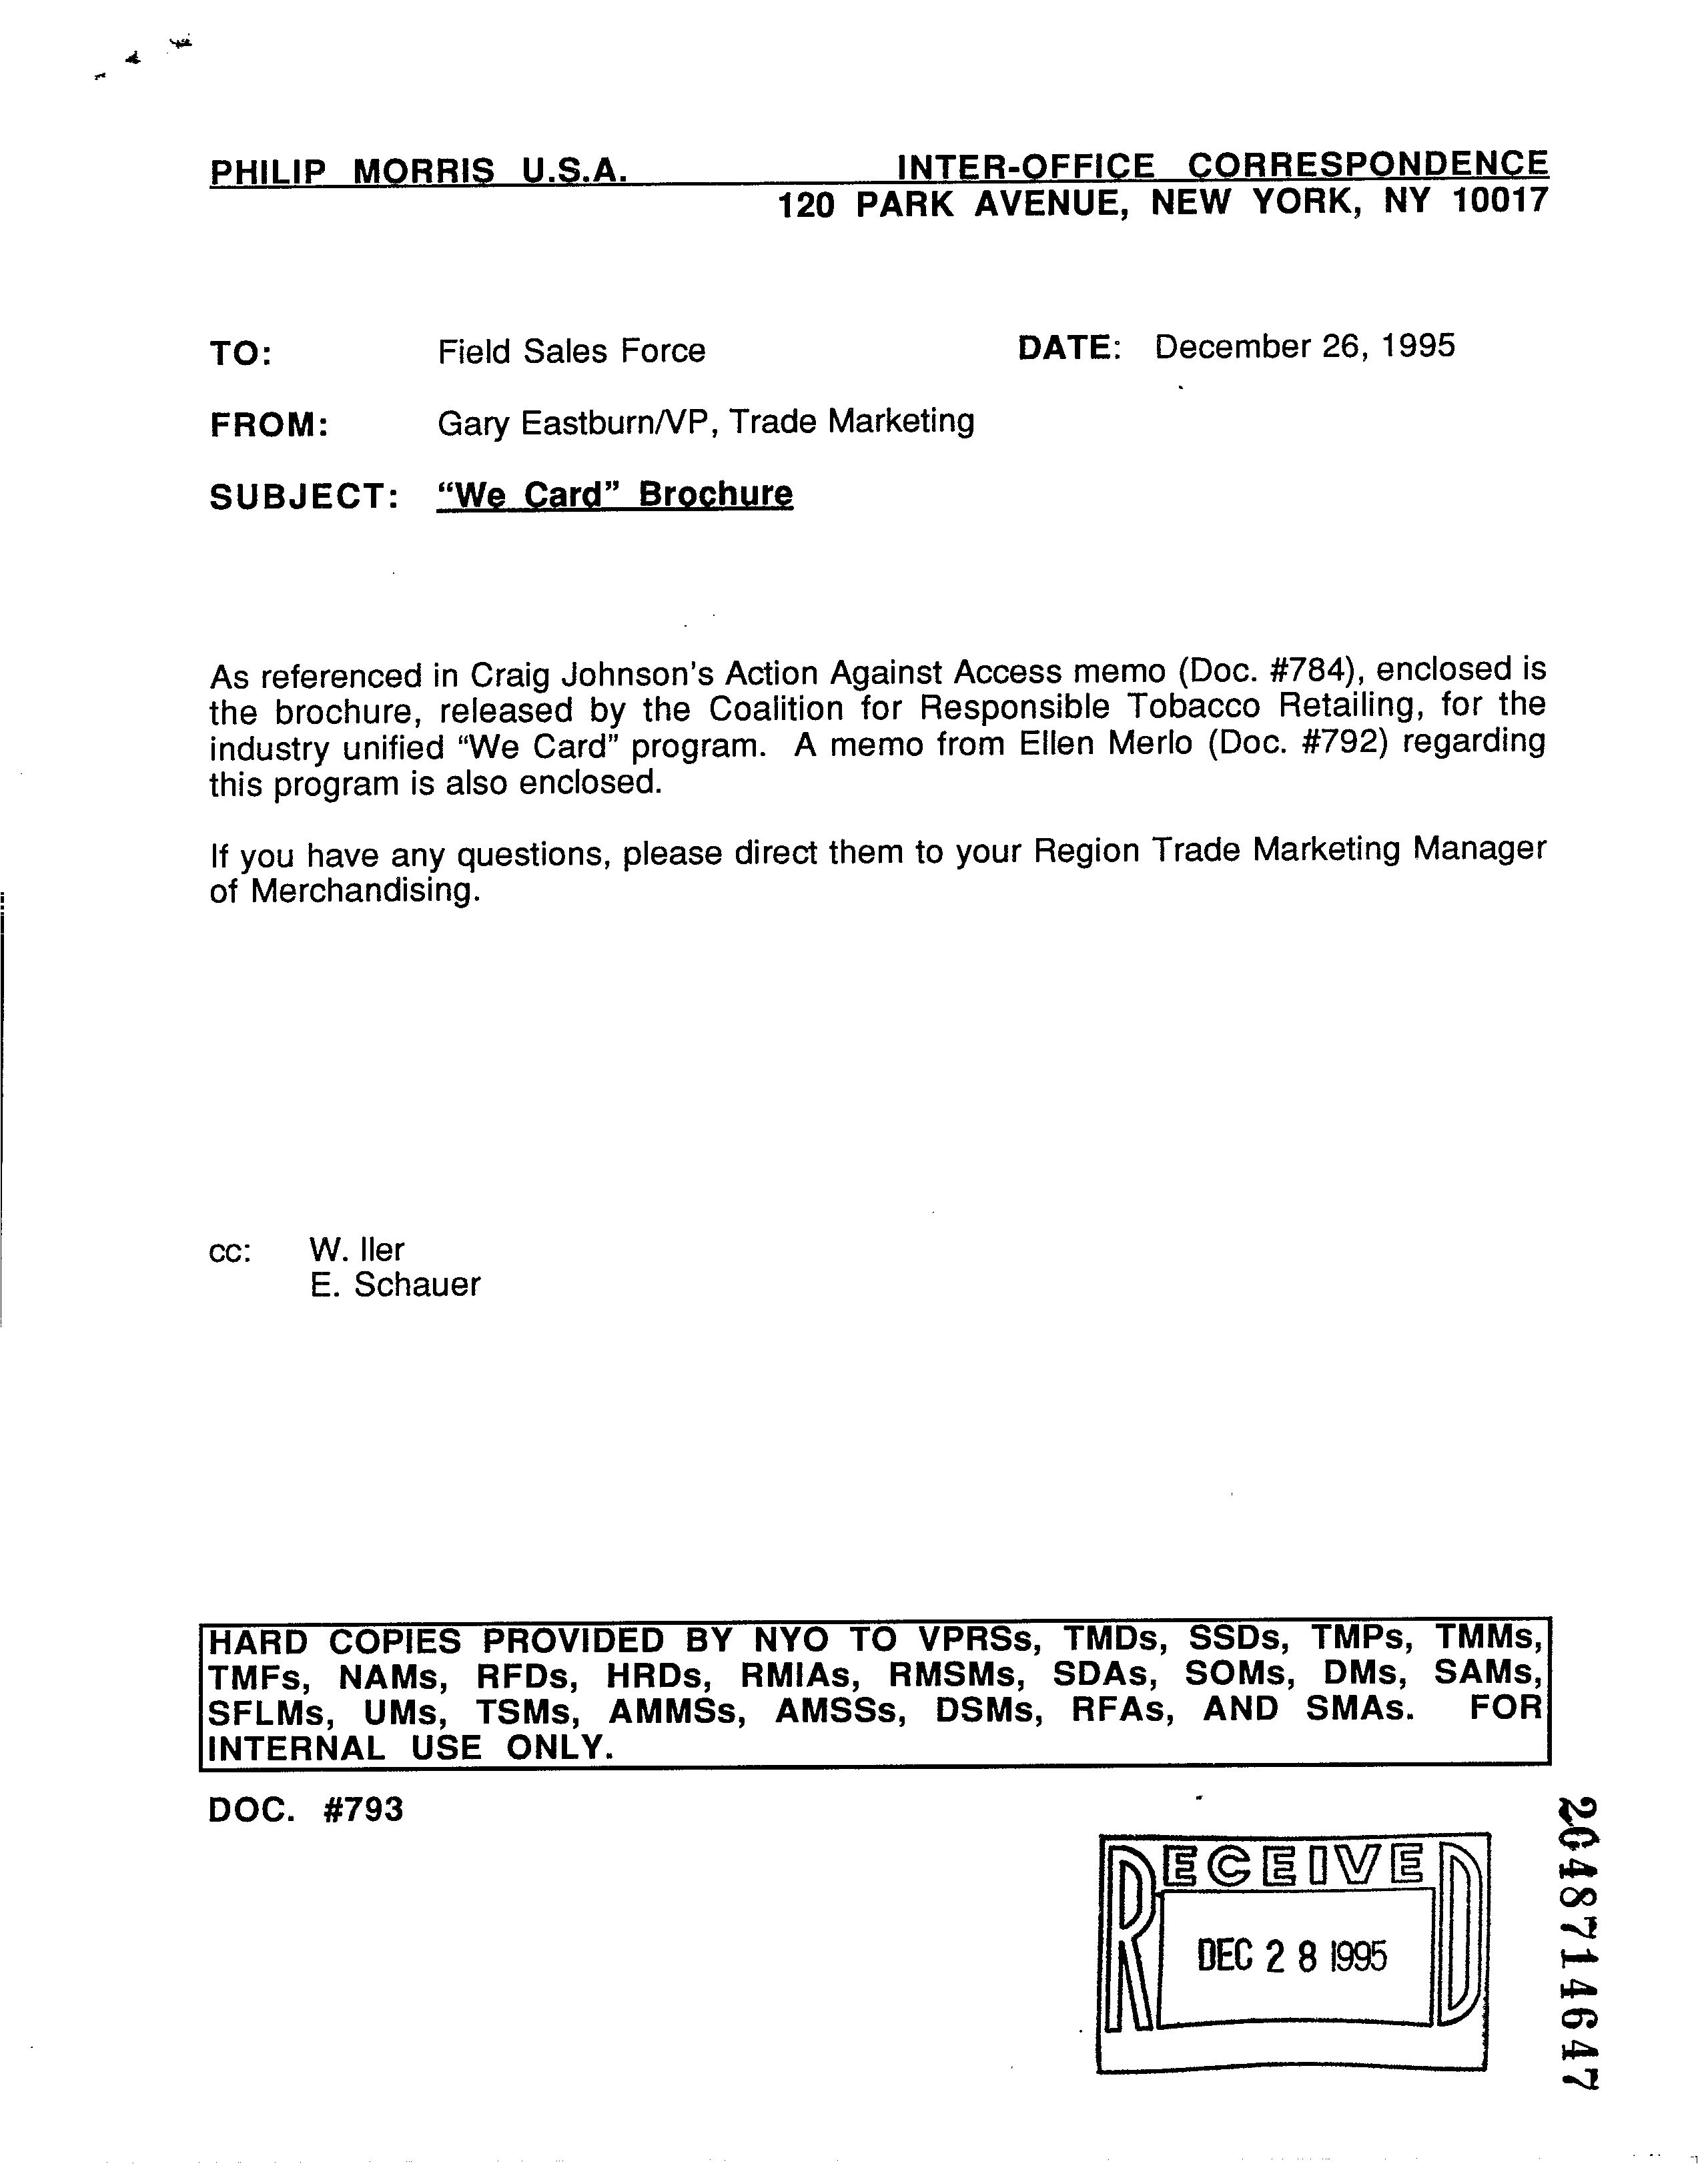 PHILIP MORRIS U.S.A. INTER-OFFICE CORRESPONDENCE
120 PARK AVENUE, NEW YORK, NY 10017
TO: Field Sales Force DATE: December 26, 1995
FROM: Gary Eastburn/VP, Trade Marketing
SUBJECT: “We Card” Brochure
As referenced in Craig Johnson's Action Against Access memo (Doc. #784), enclosed is
the brochure, released by the Coalition for Responsible Tobacco Retailing, for the
industry unified “We Card” program. A memo from Ellen Merlo (Doc. #792) regarding
this program is also enclosed.
If you have any questions, please direct them to your Region Trade Marketing Manager
of Merchandising.
cc: W. Iler
E. Schauer
HARD COPIES PROVIDED BY NYO TO VPRSs, TMDs, SSDs, TMPs, TMMs,
TMFs, NAMs, RFDs, HRDs, RMIAs, RMSMs, SDAs, SOMs, DMs, SAMs,
SFLMs, UMs, TSMs, AMMSs, AMSSs, DSMs, RFAs, AND SMAs. FOR
INTERNAL USE ONLY.
DOC. #793
RECEIVED
DEC 28 1995
2048714647